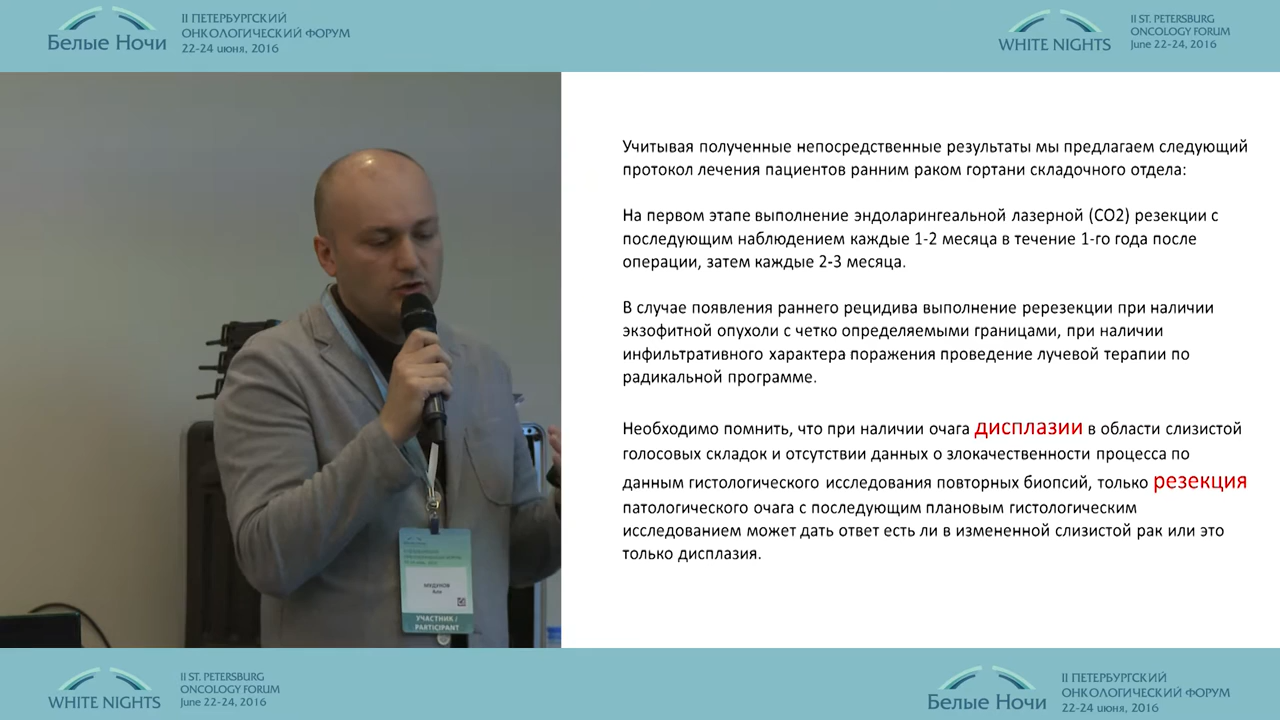 Белые Ночи
II ПЕТЕРБУРГСКИЙ
ОНКОЛОГИЧЕСКИЙ ФОРУМ
22-24 июня, 2016
WHITE NIGHTS
II ST. PETERSBURG
ONCOLOGY FORUM
June 22-24, 2016
Учитывая полученные непосредственные результаты мы предлагаем следующий
протокол лечения пациентов ранним раком гортани складочного отдела:
На первом этапе выполнение эндоларингеальной лазерной (СО2) резекции с
последующим наблюдением каждые 1-2 месяца в течение 1-го года после
операции, затем каждые 2-3 месяца.
В случае появления раннего рецидива выполнение ререзекции при наличии
экзофитной опухоли с четко определяемыми границами, при наличии
инфильтративного характера поражения проведение лучевой терапии по
радикальной программе.
Необходимо помнить, что при наличии очага дисплазии в области слизистой
голосовых складок и отсутствии данных о злокачественности процесса по
данным гистологического исследования повторных биопсий, только резекция
патологического очага с последующим плановым гистологическим
исследованием может дать ответ есть ли в измененной слизистой рак или это
только дисплазия.
УЧАСТНИК /
PARTICIPANT
WHITE NIGHTS
II ST. PETERSBURG
ONCOLOGY FORUM
June 22-24, 2016
Белые Ночи
II ПЕТЕРБУРГСКИЙ
ОНКОЛОГИЧЕСКИЙ ФОРУМ
22-24 июня, 2016